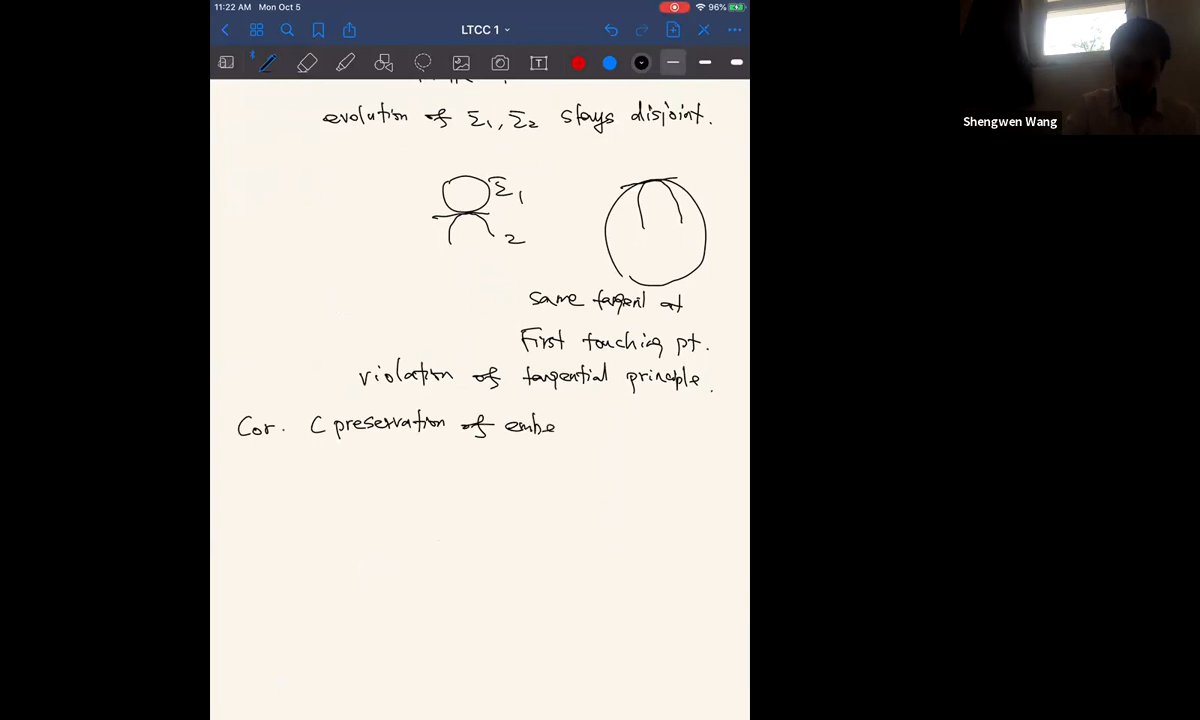 11:22 AM Mon Oct 5
96%
LTCC 1
T
evolution of Σ1, Σ2 stays disjoint.
Σ1
2
same tangent at
First touching pt.
violation of tangential principle.
Cor. (preservation of embe
Shengwen Wang